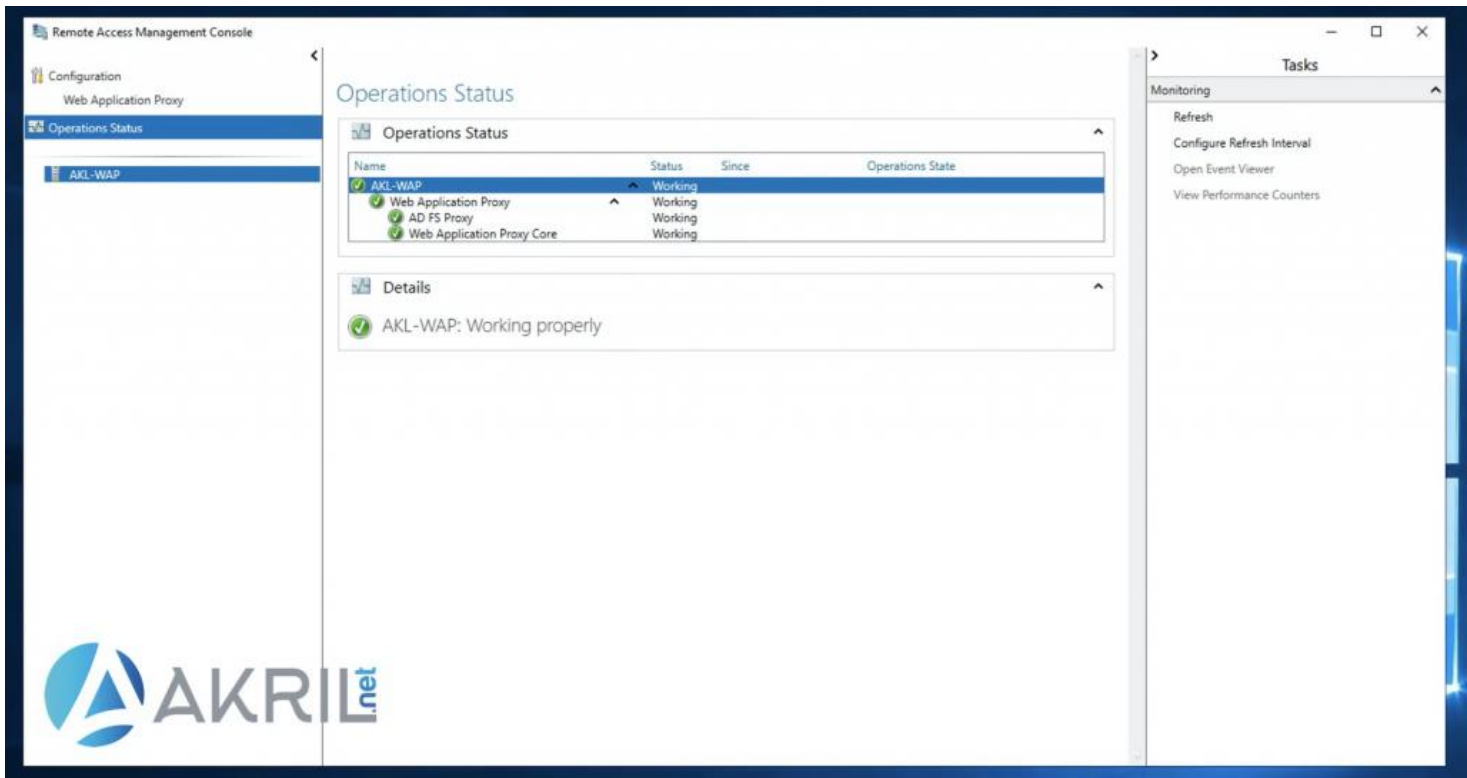 Remote Access Management Console
Configuration
Web Application Proxy
Operations Status
AKL-WAP
Operations Status
Operations Status
Name Status Since Operations State
AKL-WAP Working
Web Application Proxy Working
AD FS Proxy Working
Web Application Proxy Core Working
Details
AKL-WAP: Working properly
Tasks
Monitoring
Refresh
Configure Refresh Interval
Open Event Viewer
View Performance Counters
AKRIL.net